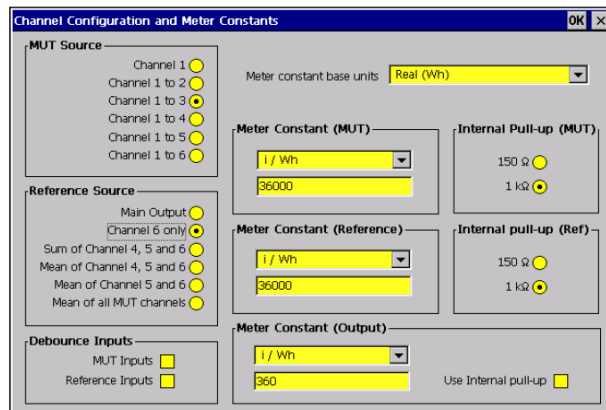 Channel Configuration and Meter Constants OK ×
MUT Source
Channel 1
Channel 1 to 2
Channel 1 to 3
Channel 1 to 4
Channel 1 to 5
Channel 1 to 6
Meter constant base units Real (Wh)
Meter Constant (MUT)
i / Wh
36000
Internal Pull-up (MUT)
150 Ω
1 kΩ
Reference Source
Main Output
Channel 6 only
Sum of Channel 4, 5 and 6
Mean of Channel 4, 5 and 6
Mean of Channel 5 and 6
Mean of all MUT channels
Meter Constant (Reference)
i / Wh
36000
Internal pull-up (Ref)
150 Ω
1 kΩ
Debounce Inputs
MUT Inputs
Reference Inputs
Meter Constant (Output)
i / Wh
360
Use Internal pull-up